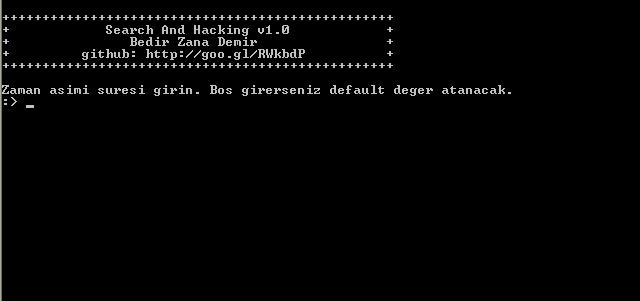 +++++++++++++++++++++++++++++++++++++++++++++++++
+ Search And Hacking v1.0 +
+ Bedir Zana Demir +
+ github: http://goo.gl/RWkbdP +
+++++++++++++++++++++++++++++++++++++++++++++++++
Zaman asimi suresi girin. Bos girerseniz default deger atanacak.
:> _